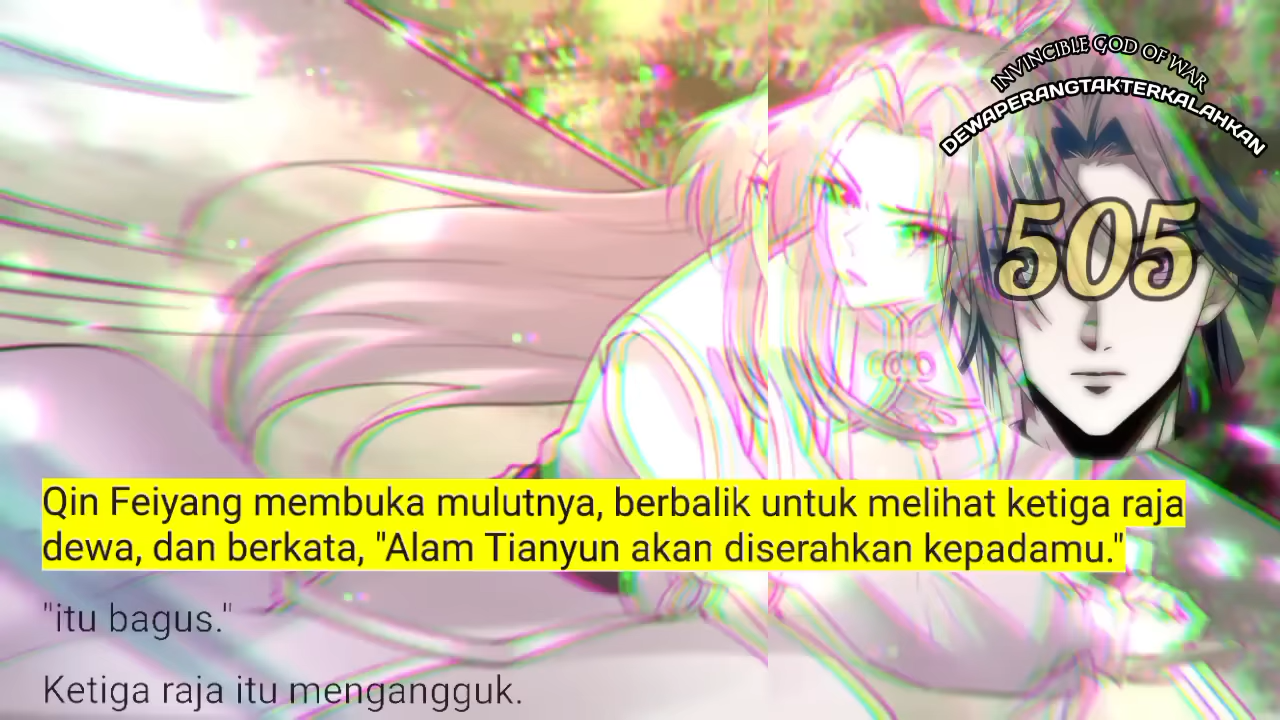 INVINCIBLE GOD OF WAR
DEWAPERANGTAKTERKALAHKAN
505
Qin Feiyang membuka mulutnya, berbalik untuk melihat ketiga raja
dewa, dan berkata, "Alam Tianyun akan diserahkan kepadamu."
"itu bagus."
Ketiga raja itu mengangguk.